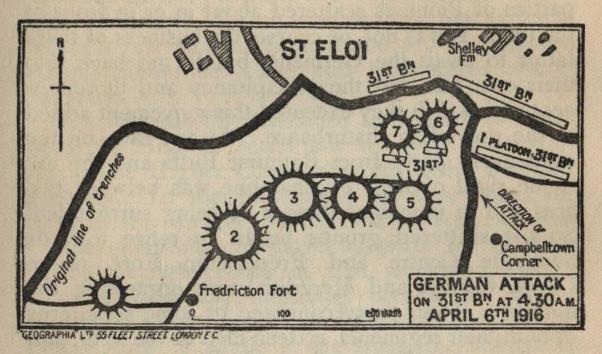 N
ST ELOI
Shelley
Fm
31ST BN
31ST BN
7
6
31ST
1 PLATOON-31ST BN
3
4
5
2
DIRECTION OF
ATTACK
Campbelltown
Corner
Original line of trenches
1
Fredricton Fort
0 100 200 YARDS
GERMAN ATTACK
ON 31ST BN AT 4.30 A.M.
APRIL 6TH 1916
"GEOGRAPHIA" LTD 55 FLEET STREET LONDON E.C.